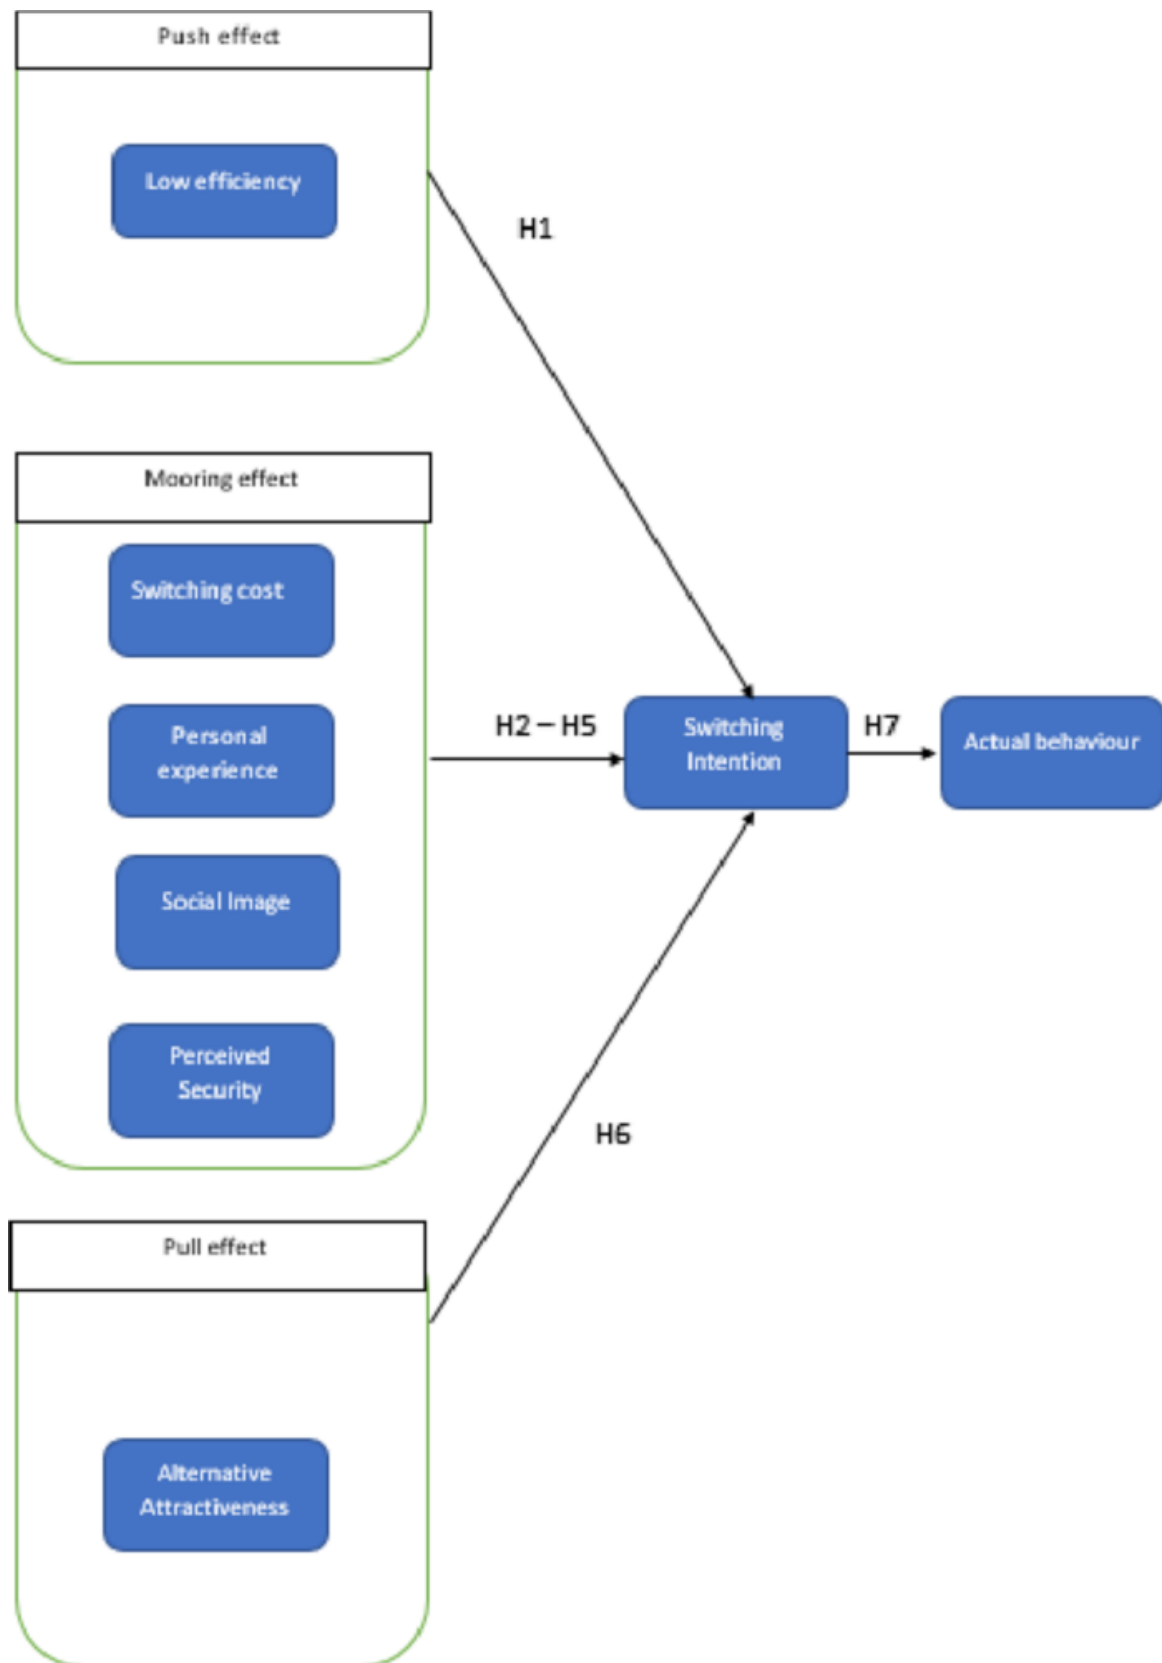 Push effect
Low efficiency
H1
Mooring effect
Switching cost
Personal
experience
H2 – H5
Switching
Intention
H7
Actual behaviour
Social Image
Perceived
Security
H6
Pull effect
Alternative
Attractiveness